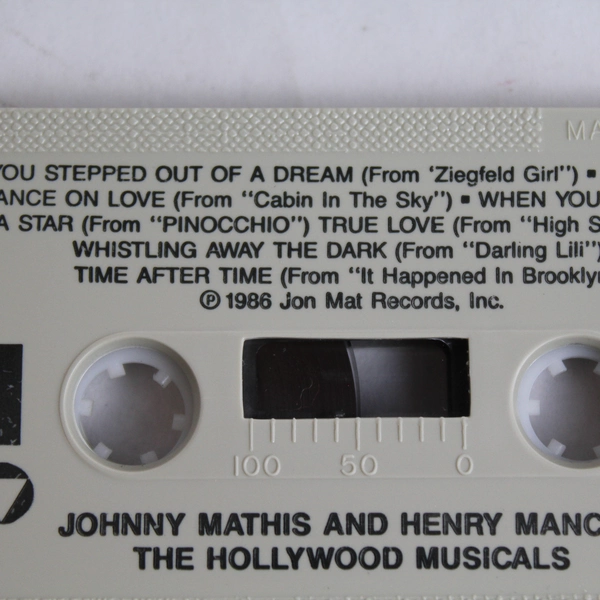 MA
YOU STEPPED OUT OF A DREAM (From 'Ziegfeld Girl") ▪
ANCE ON LOVE (From "Cabin In The Sky") ▪ WHEN YOU
A STAR (From "PINOCCHIO") TRUE LOVE (From "High S
WHISTLING AWAY THE DARK (From "Darling Lili")
TIME AFTER TIME (From "It Happened In Brooklyn
℗ 1986 Jon Mat Records, Inc.
100 50 0
JOHNNY MATHIS AND HENRY MANC
THE HOLLYWOOD MUSICALS